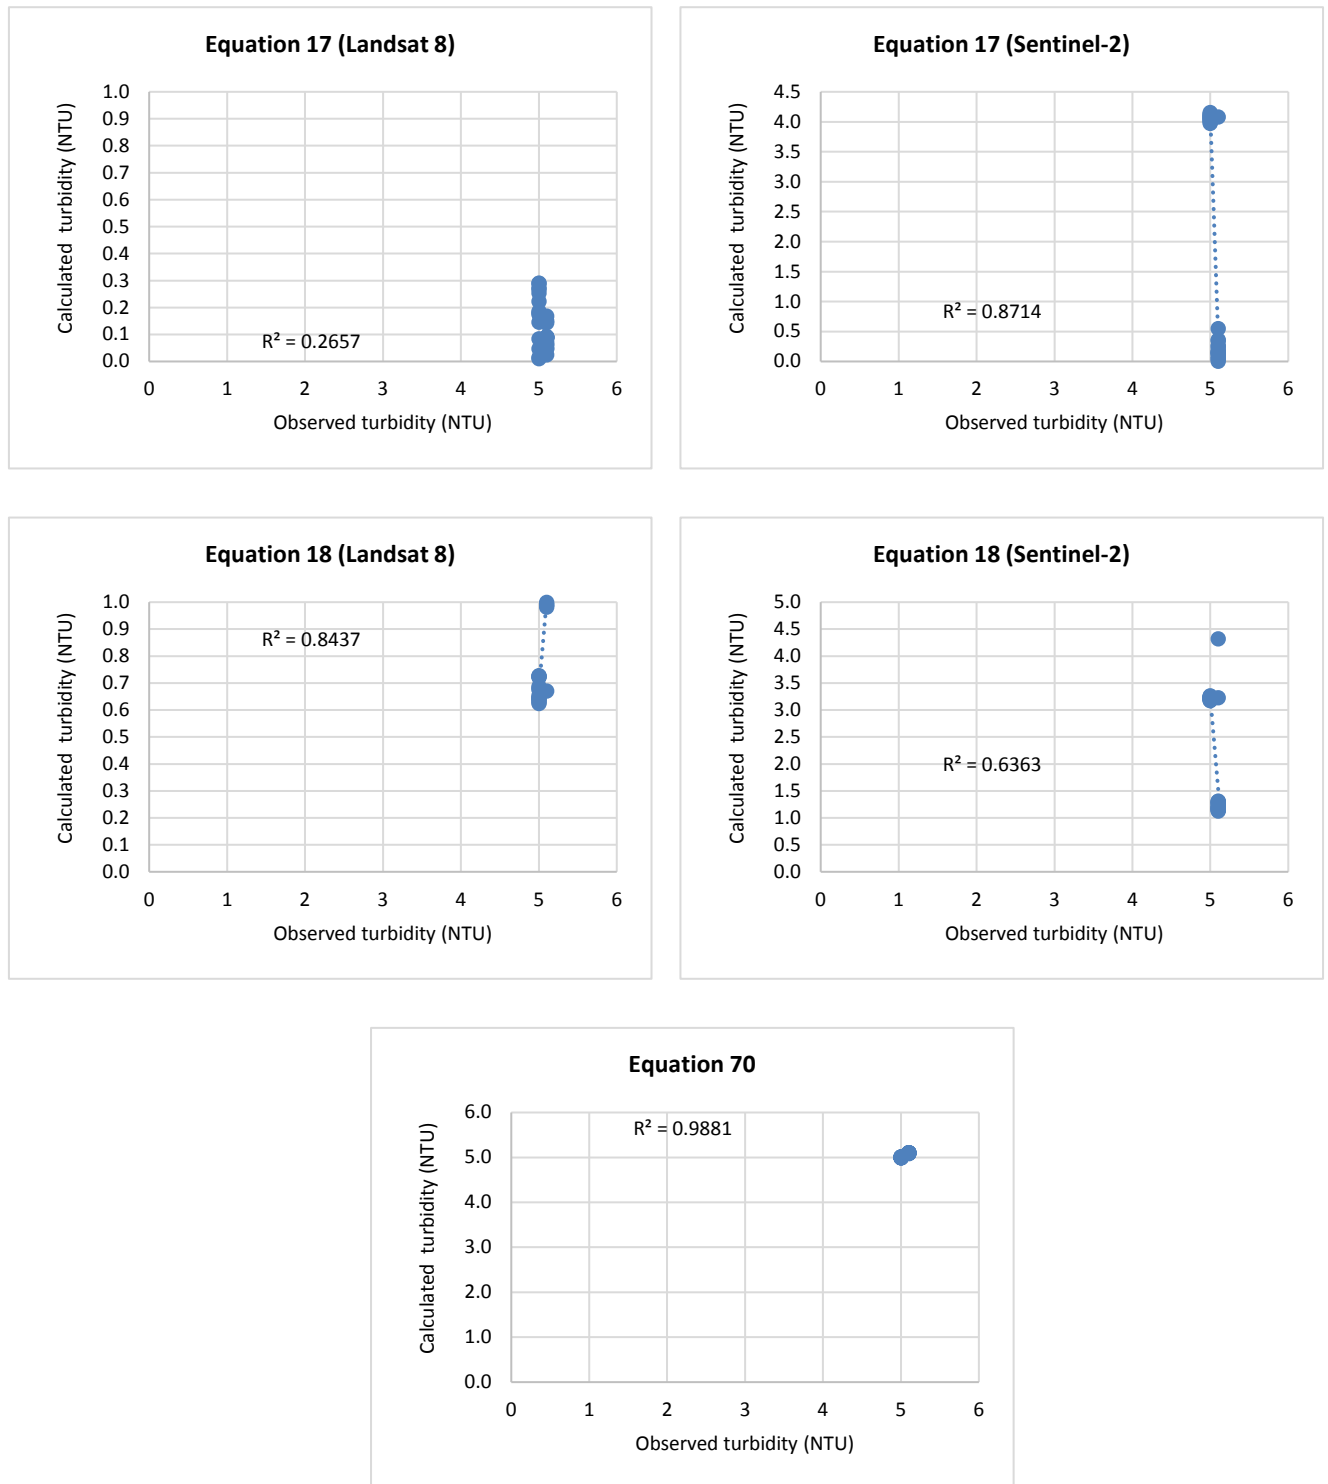 Equation 17 (Landsat 8)
Calculated turbidity (NTU)
1.0
0.9
0.8
0.7
0.6
0.5
0.4
0.3
0.2
0.1
0.0
R² = 0.2657
0 1 2 3 4 5 6
Observed turbidity (NTU)
Equation 17 (Sentinel-2)
Calculated turbidity (NTU)
4.5
4.0
3.5
3.0
2.5
2.0
1.5
1.0
0.5
0.0
R² = 0.8714
0 1 2 3 4 5 6
Observed turbidity (NTU)
Equation 18 (Landsat 8)
Calculated turbidity (NTU)
1.0
0.9
0.8
0.7
0.6
0.5
0.4
0.3
0.2
0.1
0.0
R² = 0.8437
0 1 2 3 4 5 6
Observed turbidity (NTU)
Equation 18 (Sentinel-2)
Calculated turbidity (NTU)
5.0
4.5
4.0
3.5
3.0
2.5
2.0
1.5
1.0
0.5
0.0
R² = 0.6363
0 1 2 3 4 5 6
Observed turbidity (NTU)
Equation 70
Calculated turbidity (NTU)
6.0
5.0
4.0
3.0
2.0
1.0
0.0
R² = 0.9881
0 1 2 3 4 5 6
Observed turbidity (NTU)